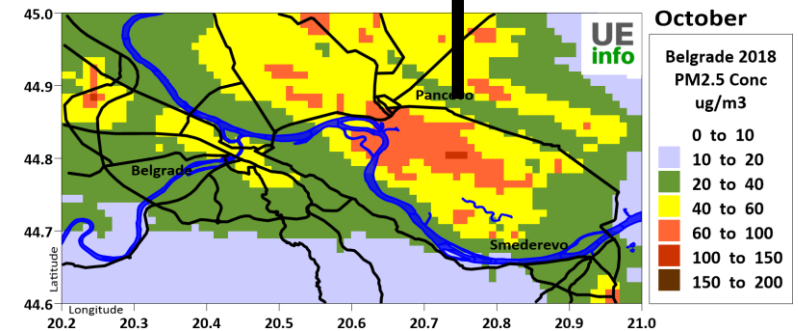 October
45.0
44.9
44.8
44.7
44.6
Latitude
Longitude
20.2
20.3
20.4
20.5
20.6
20.7
20.8
20.9
21.0
Pancevo
Belgrade
Smederevo
UE
info
Belgrade 2018
PM2.5 Conc
ug/m3
0 to 10
10 to 20
20 to 40
40 to 60
60 to 100
100 to 150
150 to 200